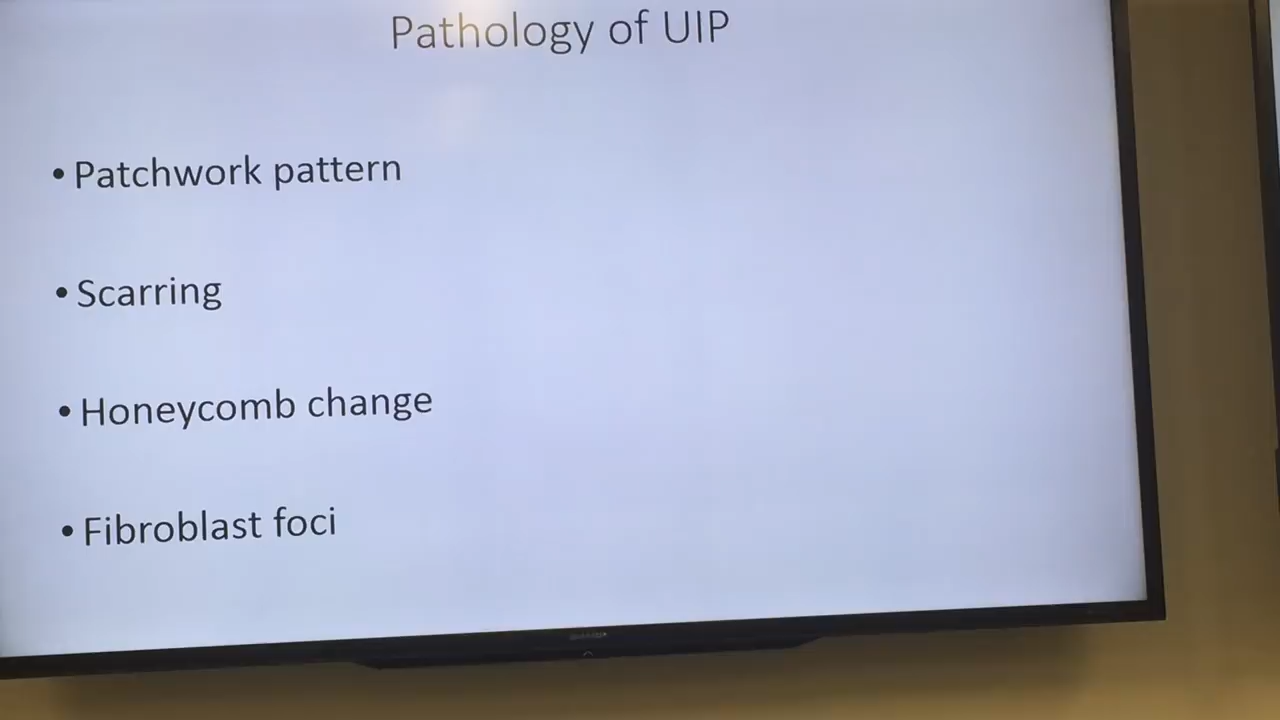 Pathology of UIP
• Patchwork pattern
• Scarring
• Honeycomb change
• Fibroblast foci